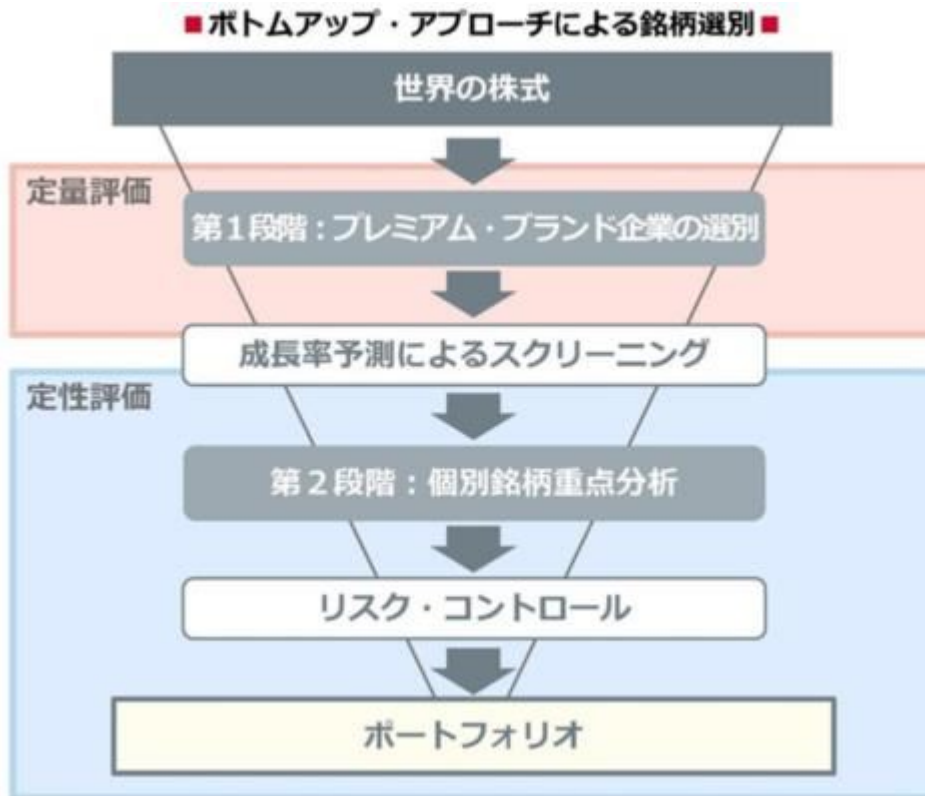 ■ボトムアップ・アプローチによる銘柄選別■
世界の株式
定量評価
第1段階：プレミアム・ブランド企業の選別
成長率予測によるスクリーニング
定性評価
第2段階：個別銘柄重点分析
リスク・コントロール
ポートフォリオ